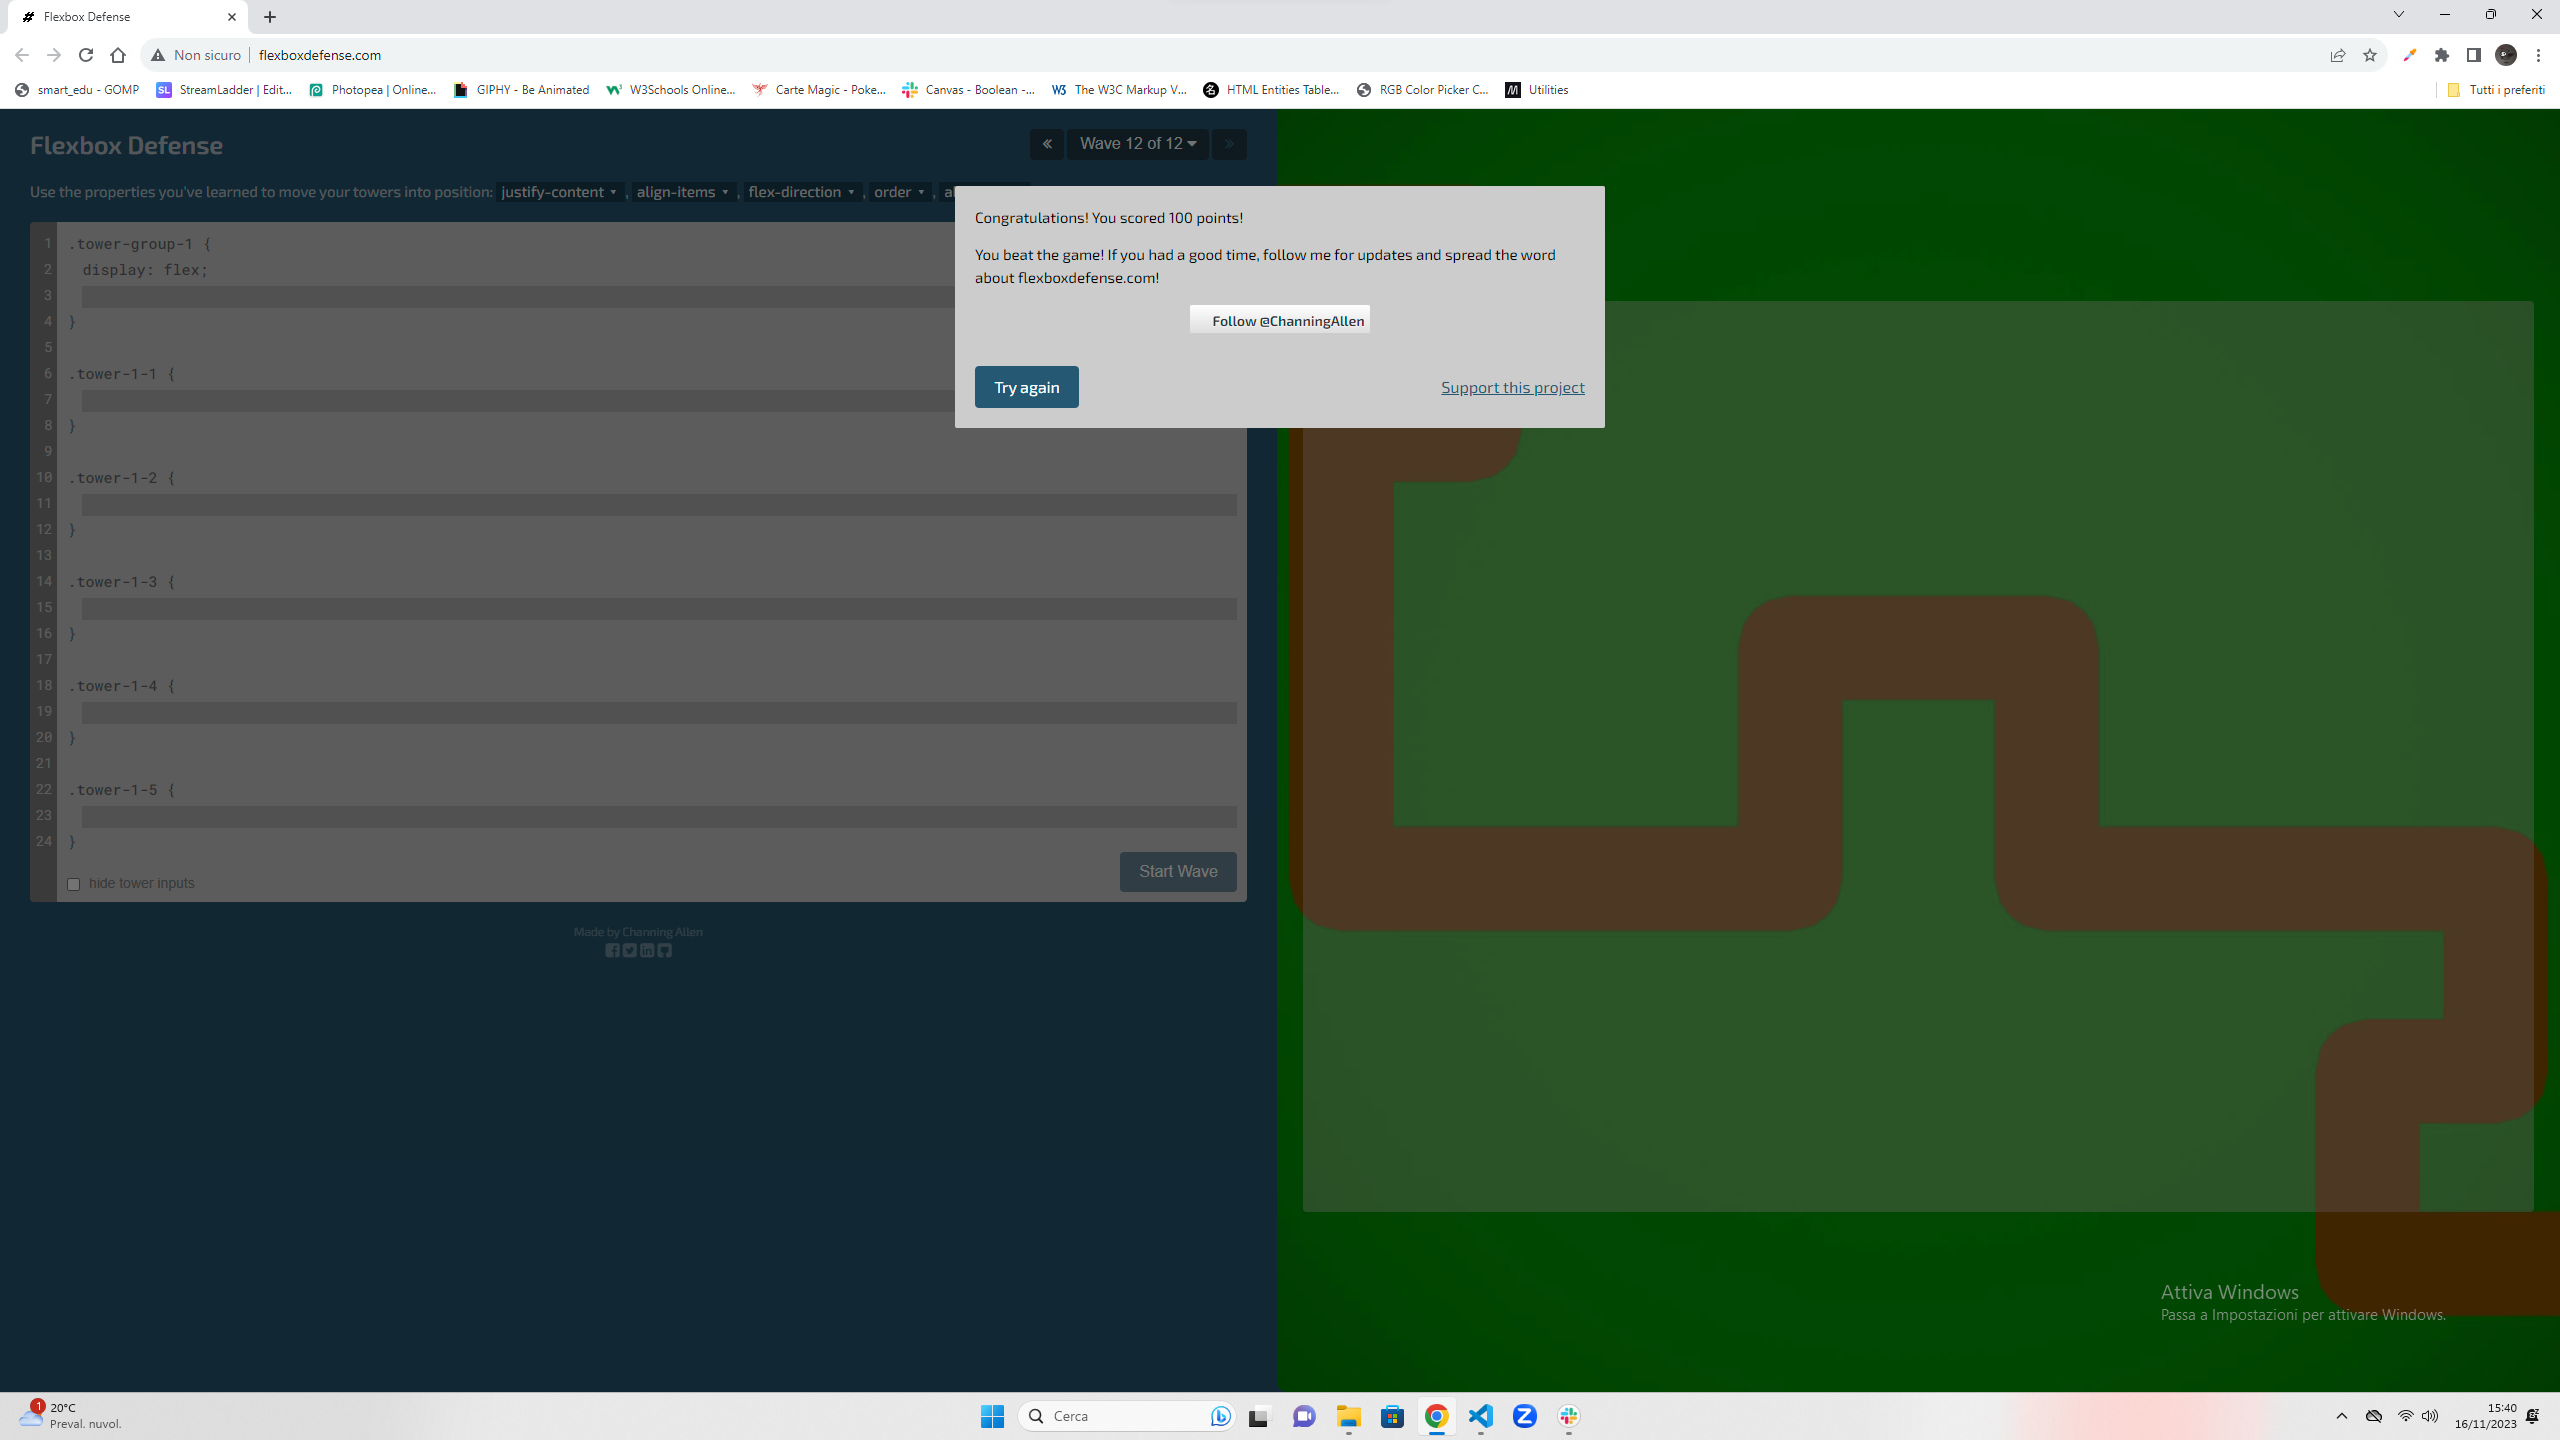 Flexbox Defense
Non sicuro
flexboxdefense.com
smart_edu - GOMP
StreamLadder | Edit...
Photopea | Online...
GIPHY - Be Animated
W3Schools Online...
Carte Magic - Poke...
Canvas - Boolean -...
The W3C Markup V...
HTML Entities Table...
RGB Color Picker C...
Utilities
Tutti i preferiti
Flexbox Defense
« Wave 12 of 12 »
Use the properties you've learned to move your towers into position: justify-content , align-items , flex-direction , order ,
Congratulations! You scored 100 points!
You beat the game! If you had a good time, follow me for updates and spread the word
about flexboxdefense.com!
Follow @ChanningAllen
Try again
Support this project
1 .tower-group-1 {
2 display: flex;
3
4 }
5
6 .tower-1-1 {
7
8 }
9
10 .tower-1-2 {
11
12 }
13
14 .tower-1-3 {
15
16 }
17
18 .tower-1-4 {
19
20 }
21
22 .tower-1-5 {
23
24 }
hide tower inputs
Start Wave
Made by Channing Allen
Attiva Windows
Passa a Impostazioni per attivare Windows.
1
20°C
Preval. nuvol.
Cerca
15:40
16/11/2023